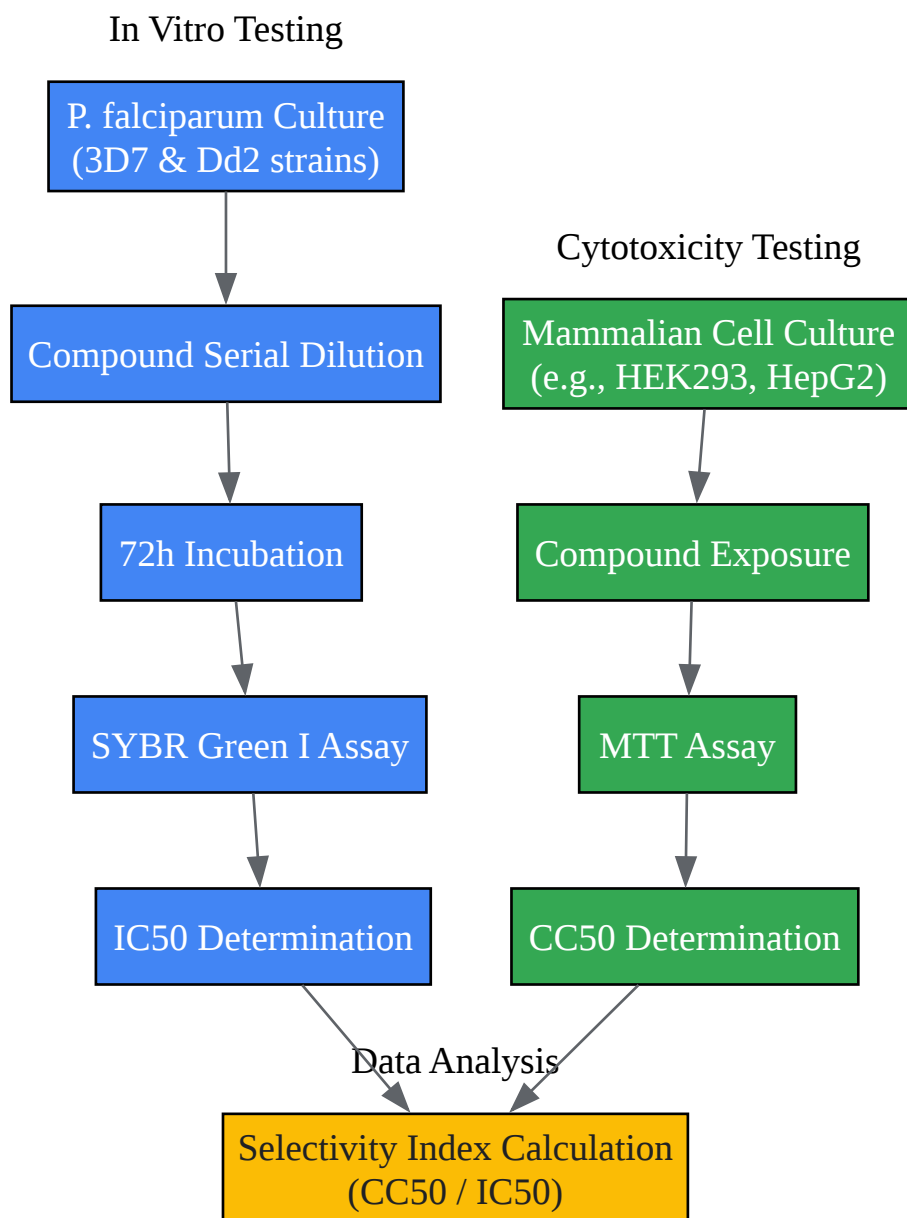 In Vitro Testing
P. falciparum Culture
(3D7 & Dd2 strains)
Compound Serial Dilution
72h Incubation
SYBR Green I Assay
IC50 Determination
Cytotoxicity Testing
Mammalian Cell Culture
(e.g., HEK293, HepG2)
Compound Exposure
MTT Assay
CC50 Determination
Data Analysis
Selectivity Index Calculation
(CC50 / IC50)